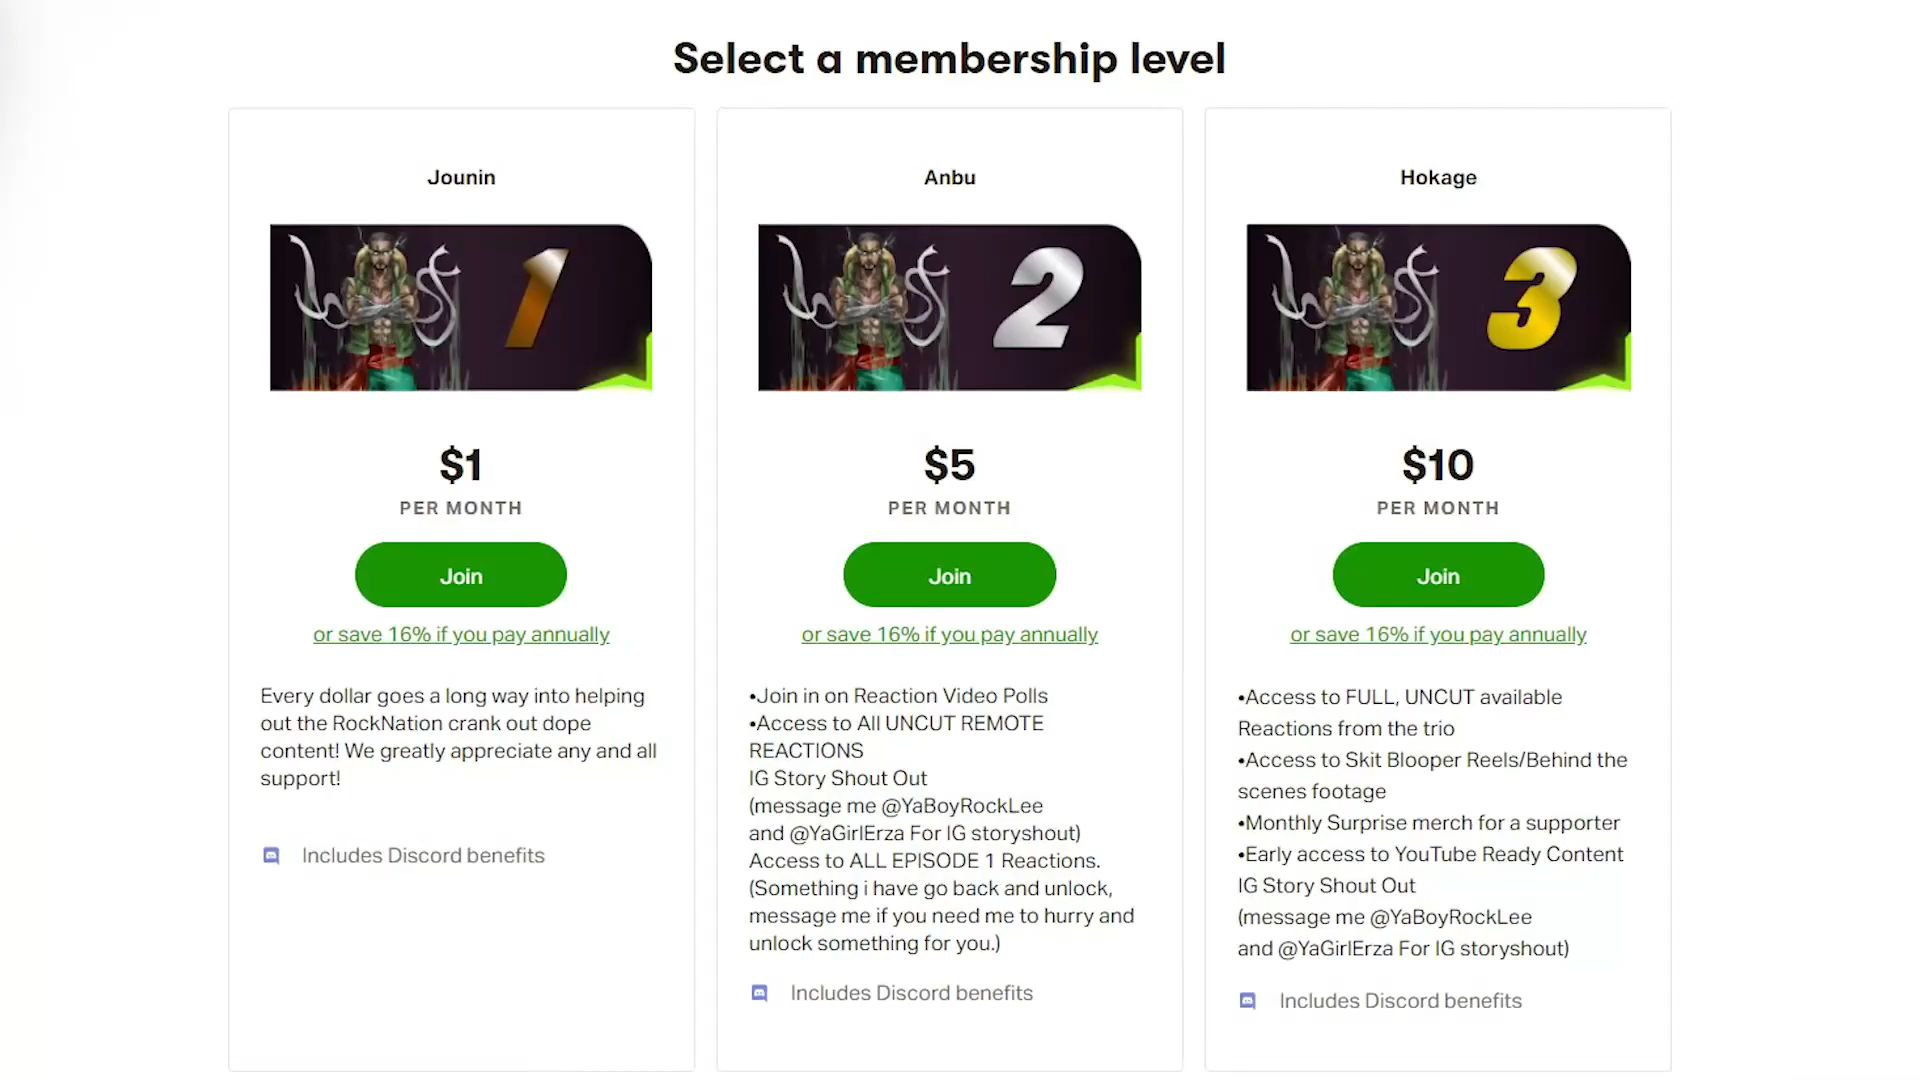 Select a membership level
Jounin
1
$1
PER MONTH
Join
or save 16% if you pay annually
Every dollar goes a long way into helping
out the RockNation crank out dope
content! We greatly appreciate any and all
support!
Includes Discord benefits
Anbu
2
$5
PER MONTH
Join
or save 16% if you pay annually
•Join in on Reaction Video Polls
•Access to All UNCUT REMOTE
REACTIONS
IG Story Shout Out
(message me @YaBoyRockLee
and @YaGirlErza For IG storyshout)
Access to ALL EPISODE 1 Reactions.
(Something i have go back and unlock,
message me if you need me to hurry and
unlock something for you.)
Includes Discord benefits
Hokage
3
$10
PER MONTH
Join
or save 16% if you pay annually
•Access to FULL, UNCUT available
Reactions from the trio
•Access to Skit Blooper Reels/Behind the
scenes footage
•Monthly Surprise merch for a supporter
•Early access to YouTube Ready Content
IG Story Shout Out
(message me @YaBoyRockLee
and @YaGirlErza For IG storyshout)
Includes Discord benefits